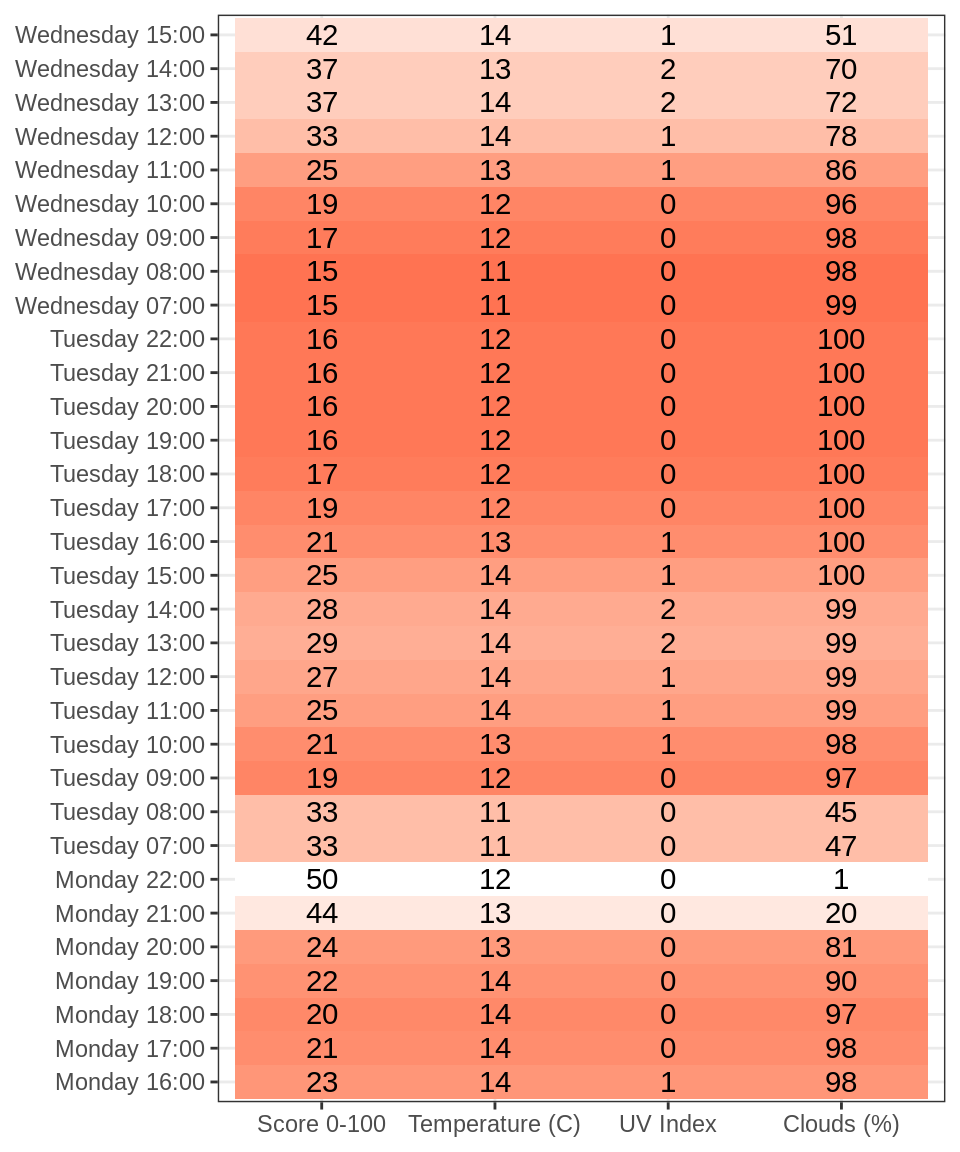 Wednesday 15:00 42 14 1 51
Wednesday 14:00 37 13 2 70
Wednesday 13:00 37 14 2 72
Wednesday 12:00 33 14 1 78
Wednesday 11:00 25 13 1 86
Wednesday 10:00 19 12 0 96
Wednesday 09:00 17 12 0 98
Wednesday 08:00 15 11 0 98
Wednesday 07:00 15 11 0 99
Tuesday 22:00 16 12 0 100
Tuesday 21:00 16 12 0 100
Tuesday 20:00 16 12 0 100
Tuesday 19:00 16 12 0 100
Tuesday 18:00 17 12 0 100
Tuesday 17:00 19 12 0 100
Tuesday 16:00 21 13 1 100
Tuesday 15:00 25 14 1 100
Tuesday 14:00 28 14 2 99
Tuesday 13:00 29 14 2 99
Tuesday 12:00 27 14 1 99
Tuesday 11:00 25 14 1 99
Tuesday 10:00 21 13 1 98
Tuesday 09:00 19 12 0 97
Tuesday 08:00 33 11 0 45
Tuesday 07:00 33 11 0 47
Monday 22:00 50 12 0 1
Monday 21:00 44 13 0 20
Monday 20:00 24 13 0 81
Monday 19:00 22 14 0 90
Monday 18:00 20 14 0 97
Monday 17:00 21 14 0 98
Monday 16:00 23 14 1 98
Score 0-100 Temperature (C) UV Index Clouds (%)